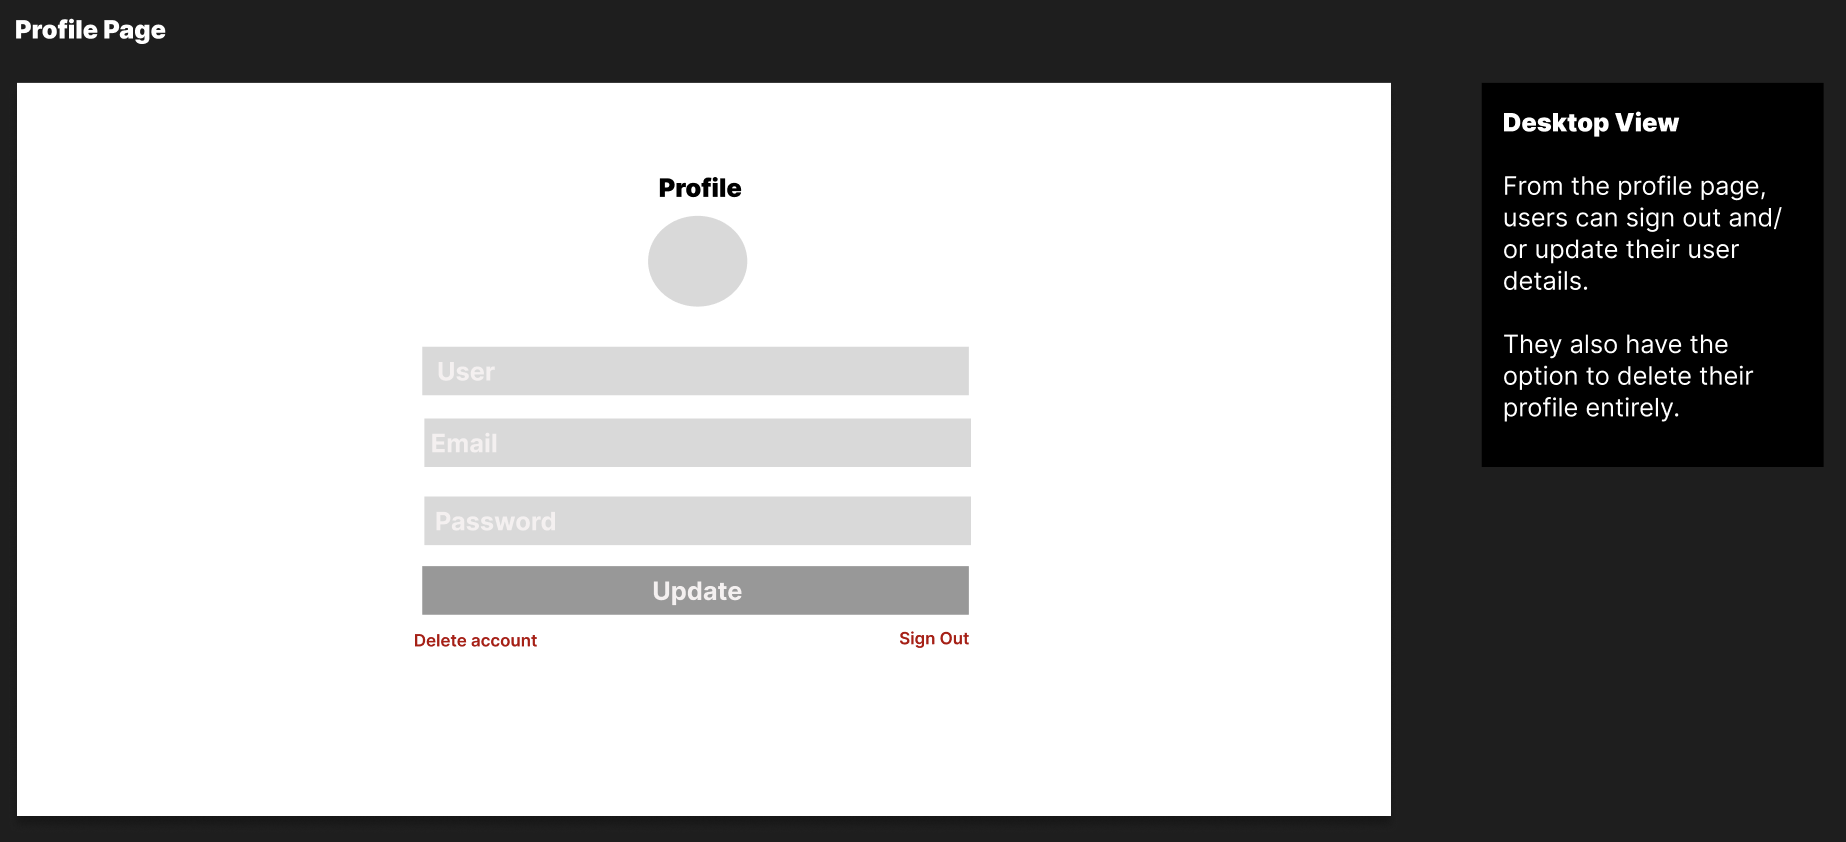 Profile Page
Profile
User
Email
Password
Update
Delete account
Sign Out
Desktop View
From the profile page,
users can sign out and/
or update their user
details.
They also have the
option to delete their
profile entirely.